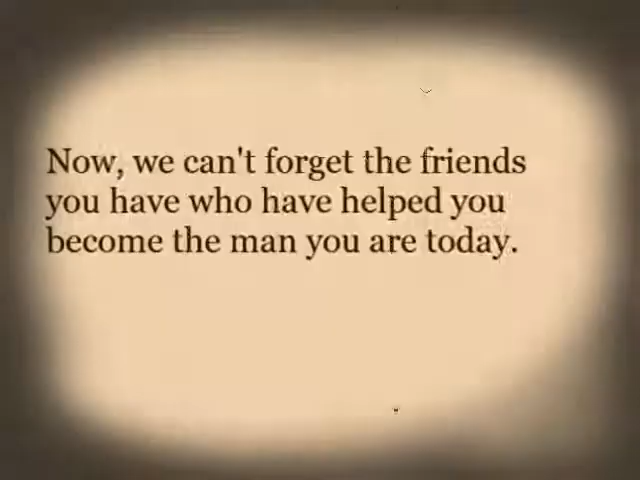 Now, we can't forget the friends
you have who have helped you
become the man you are today.